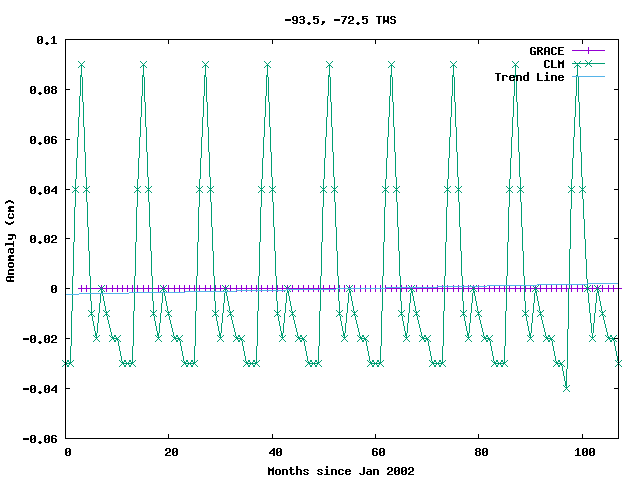 -93.5, -72.5 TWS
GRACE
CLM
Trend Line
0.1
0.08
0.06
0.04
0.02
0
-0.02
-0.04
-0.06
Anomaly (cm)
0 20 40 60 80 100
Months since Jan 2002